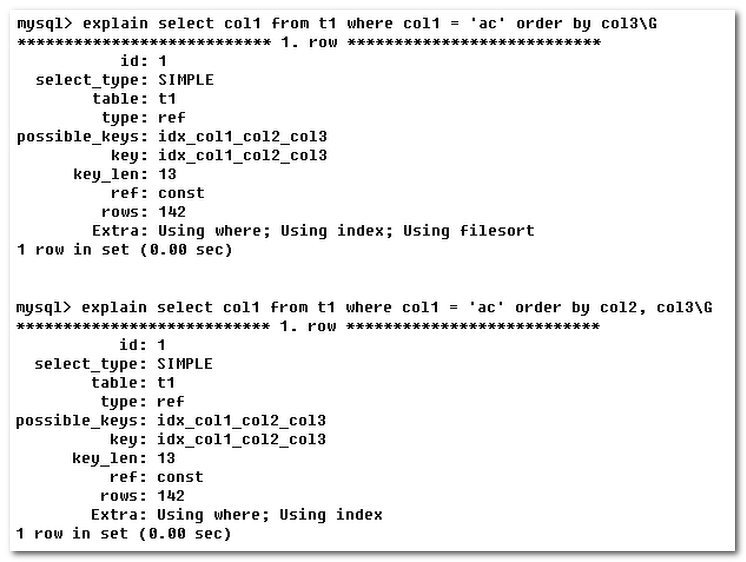 mysql> explain select col1 from t1 where col1 = 'ac' order by col3\G
*************************** 1. row ***************************
id: 1
select_type: SIMPLE
table: t1
type: ref
possible_keys: idx_col1_col2_col3
key: idx_col1_col2_col3
key_len: 13
ref: const
rows: 142
Extra: Using where; Using index; Using filesort
1 row in set (0.00 sec)
mysql> explain select col1 from t1 where col1 = 'ac' order by col2, col3\G
*************************** 1. row ***************************
id: 1
select_type: SIMPLE
table: t1
type: ref
possible_keys: idx_col1_col2_col3
key: idx_col1_col2_col3
key_len: 13
ref: const
rows: 142
Extra: Using where; Using index
1 row in set (0.00 sec)